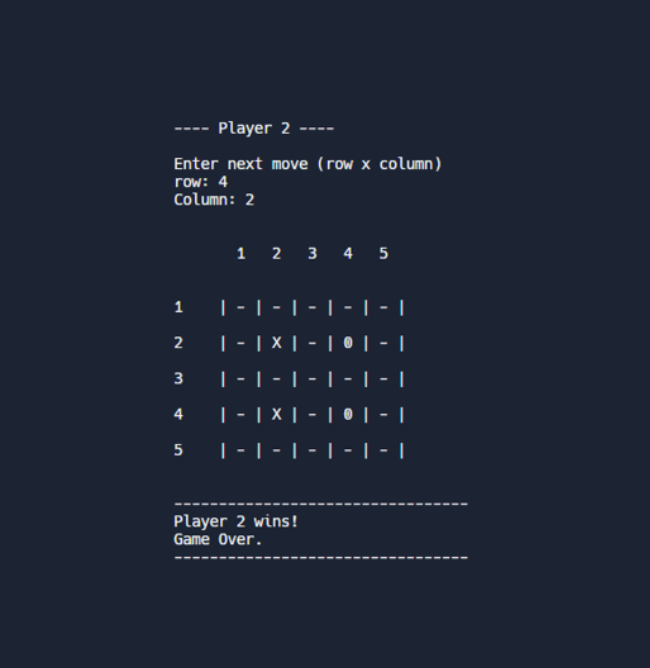 ---- Player 2 ----
Enter next move (row x column)
row: 4
Column: 2
1 2 3 4 5
1 | - | - | - | - | - |
2 | - | X | - | 0 | - |
3 | - | - | - | - | - |
4 | - | X | - | 0 | - |
5 | - | - | - | - | - |
---------------------------------
Player 2 wins!
Game Over.
---------------------------------